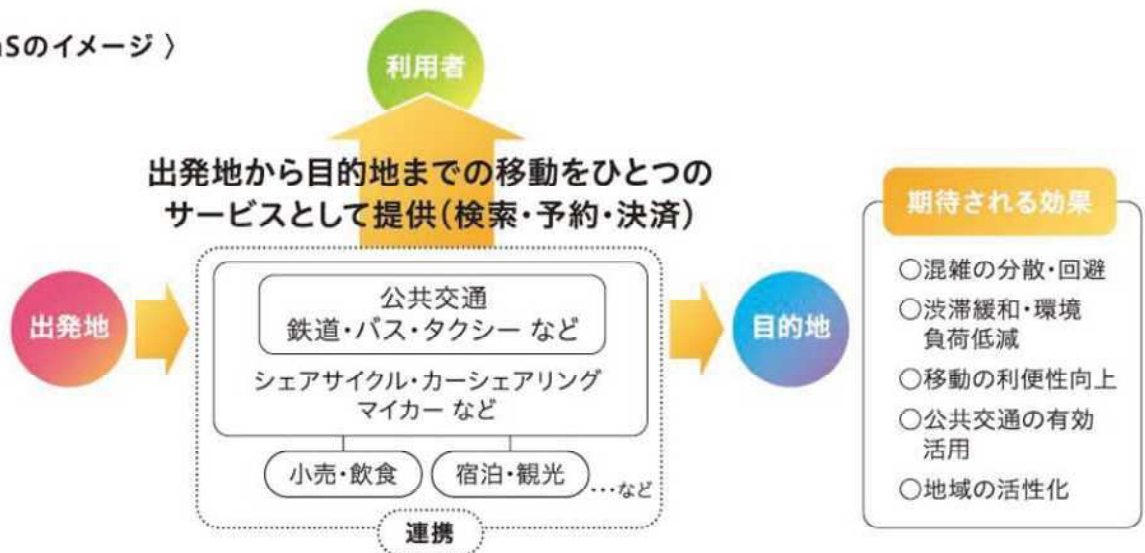 aSのイメージ 〉
利用者
出発地から目的地までの移動をひとつの
サービスとして提供(検索・予約・決済)
出発地
公共交通
鉄道・バス・タクシー など
シェアサイクル・カーシェアリング
マイカー など
小売・飲食
宿泊・観光
…など
連携
目的地
期待される効果
○混雑の分散・回避
○渋滞緩和・環境
負荷低減
○移動の利便性向上
○公共交通の有効
活用
○地域の活性化